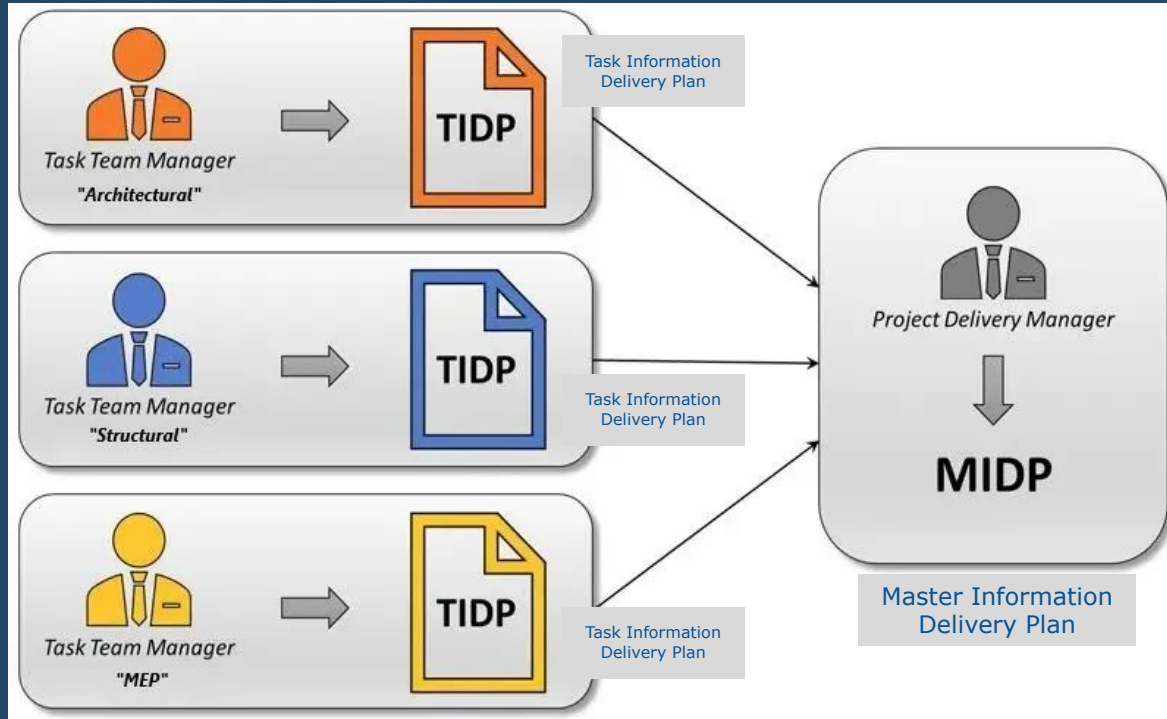 Task Team Manager
"Architectural"
TIDP
Task Information
Delivery Plan
Task Team Manager
"Structural"
TIDP
Task Information
Delivery Plan
Task Team Manager
"MEP"
TIDP
Task Information
Delivery Plan
Project Delivery Manager
MIDP
Master Information
Delivery Plan